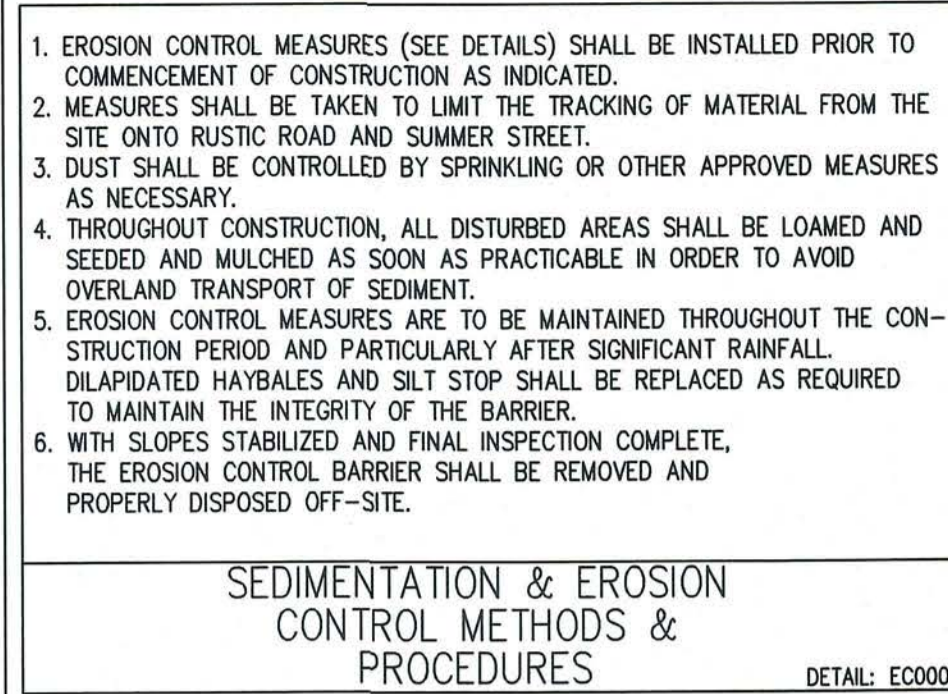 1. EROSION CONTROL MEASURES (SEE DETAILS) SHALL BE INSTALLED PRIOR TO
COMMENCEMENT OF CONSTRUCTION AS INDICATED.
2. MEASURES SHALL BE TAKEN TO LIMIT THE TRACKING OF MATERIAL FROM THE
SITE ONTO RUSTIC ROAD AND SUMMER STREET.
3. DUST SHALL BE CONTROLLED BY SPRINKLING OR OTHER APPROVED MEASURES
AS NECESSARY.
4. THROUGHOUT CONSTRUCTION, ALL DISTURBED AREAS SHALL BE LOAMED AND
SEEDED AND MULCHED AS SOON AS PRACTICABLE IN ORDER TO AVOID
OVERLAND TRANSPORT OF SEDIMENT.
5. EROSION CONTROL MEASURES ARE TO BE MAINTAINED THROUGHOUT THE CON-
STRUCTION PERIOD AND PARTICULARLY AFTER SIGNIFICANT RAINFALL.
DILAPIDATED HAYBALES AND SILT STOP SHALL BE REPLACED AS REQUIRED
TO MAINTAIN THE INTEGRITY OF THE BARRIER.
6. WITH SLOPES STABILIZED AND FINAL INSPECTION COMPLETE,
THE EROSION CONTROL BARRIER SHALL BE REMOVED AND
PROPERLY DISPOSED OFF-SITE.
SEDIMENTATION & EROSION
CONTROL METHODS &
PROCEDURES
DETAIL: EC000